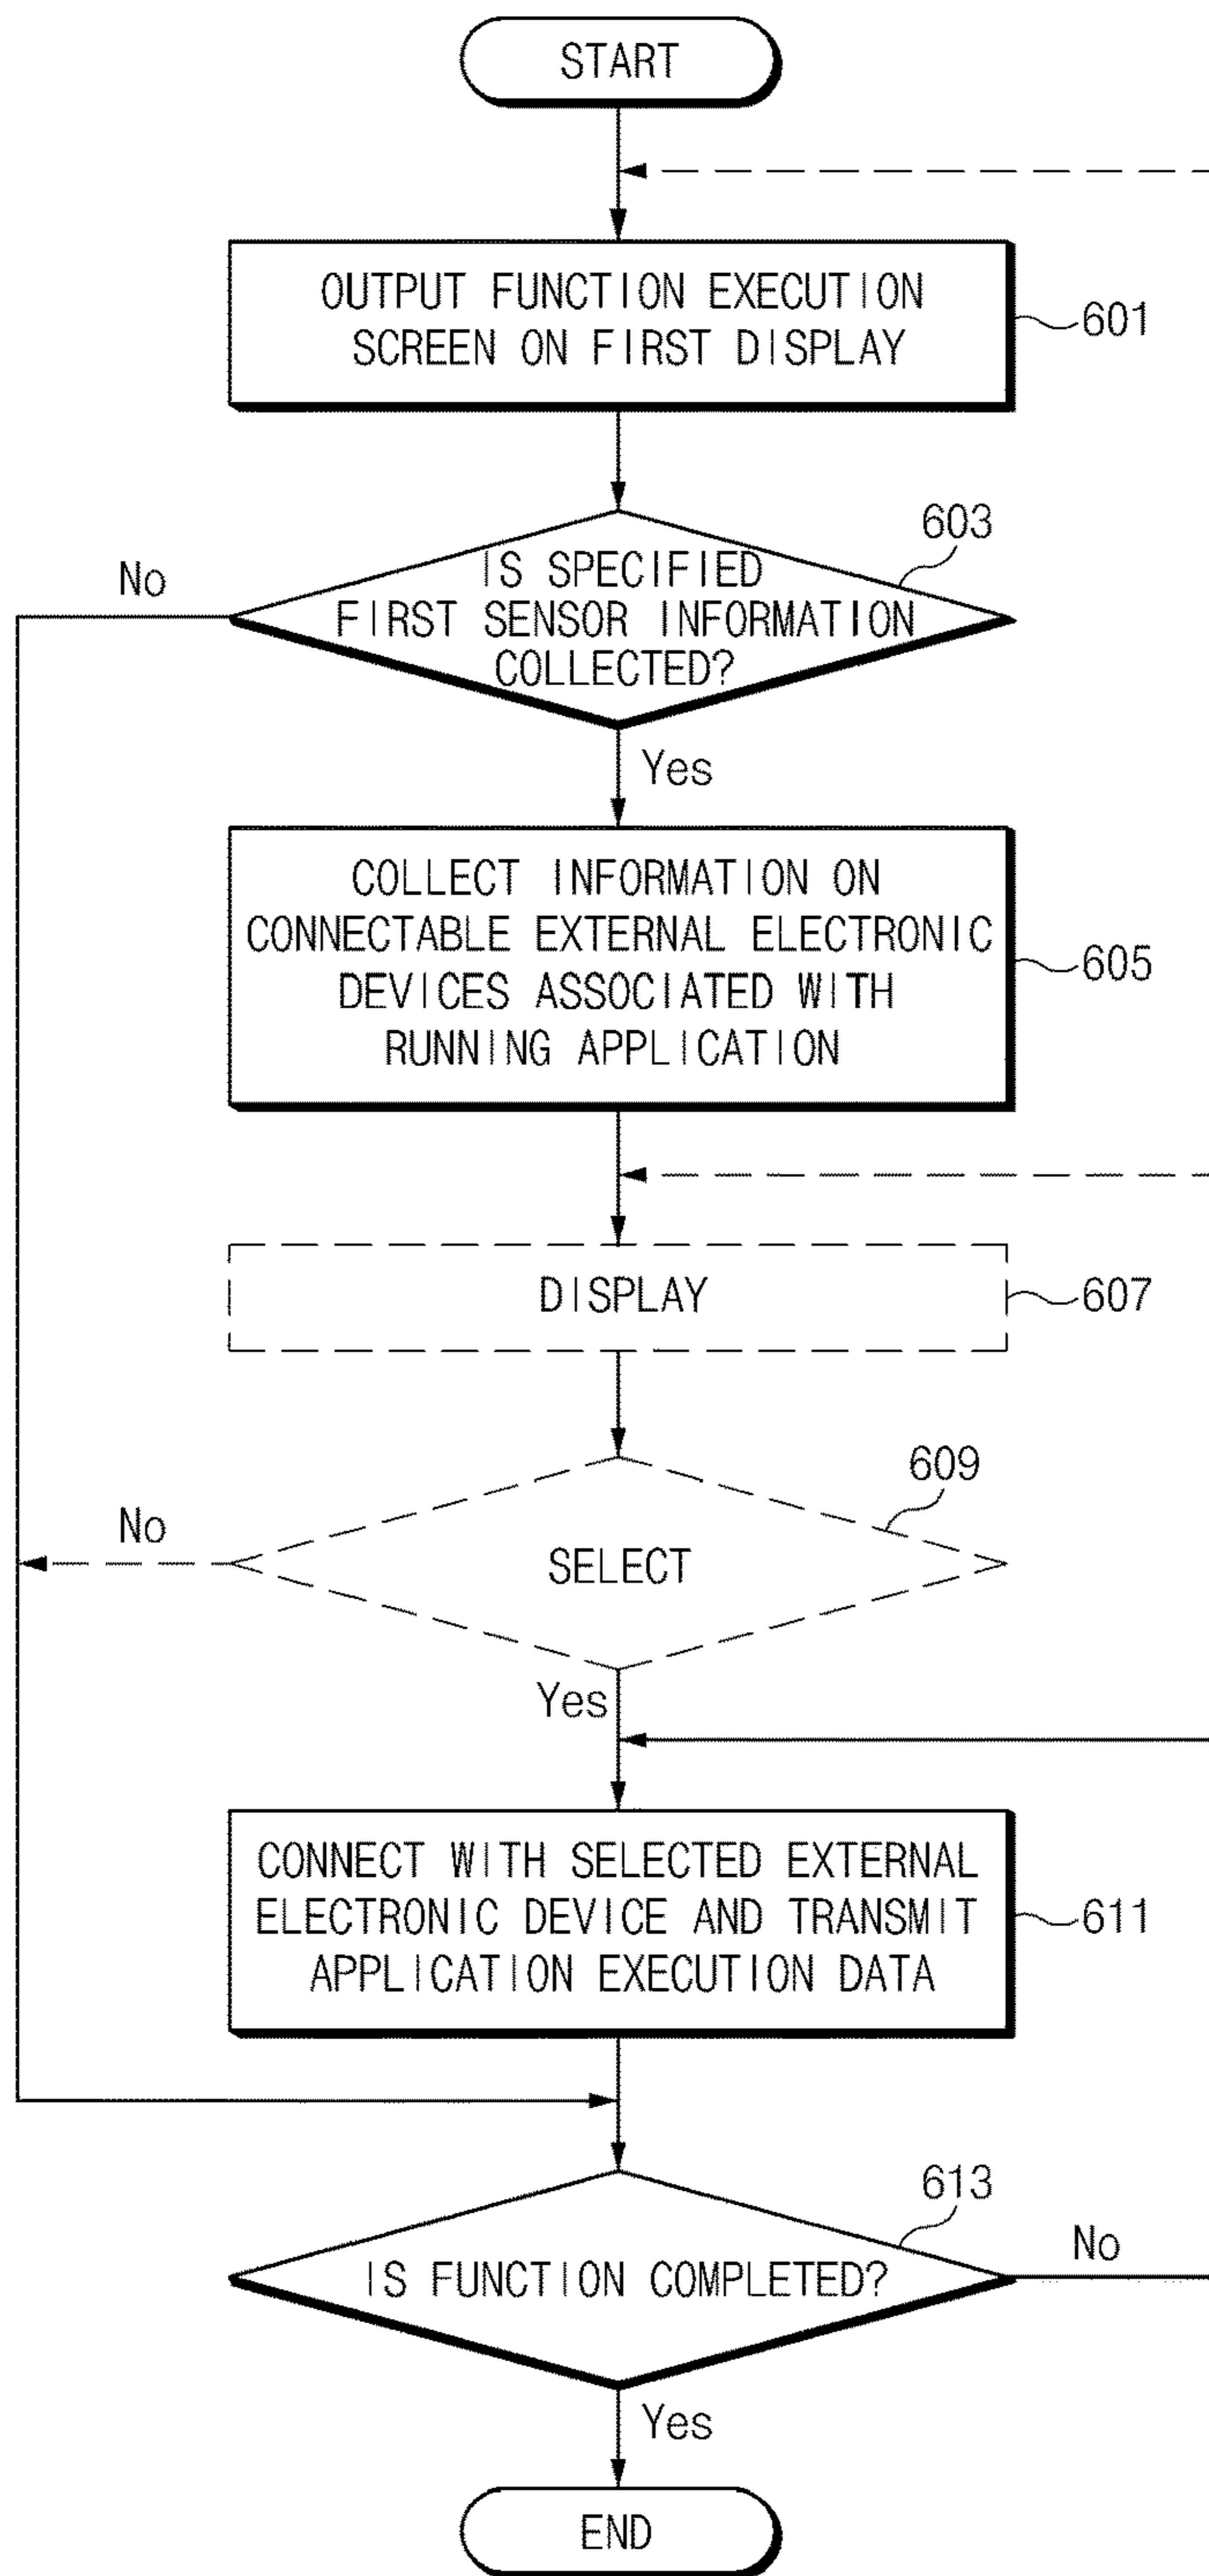 START
OUTPUT FUNCTION EXECUTION
SCREEN ON FIRST DISPLAY
601
603
No
IS SPECIFIED
FIRST SENSOR INFORMATION
COLLECTED?
Yes
COLLECT INFORMATION ON
CONNECTABLE EXTERNAL ELECTRONIC
DEVICES ASSOCIATED WITH
RUNNING APPLICATION
605
DISPLAY
607
609
No
SELECT
Yes
CONNECT WITH SELECTED EXTERNAL
ELECTRONIC DEVICE AND TRANSMIT
APPLICATION EXECUTION DATA
611
613
No
IS FUNCTION COMPLETED?
Yes
END